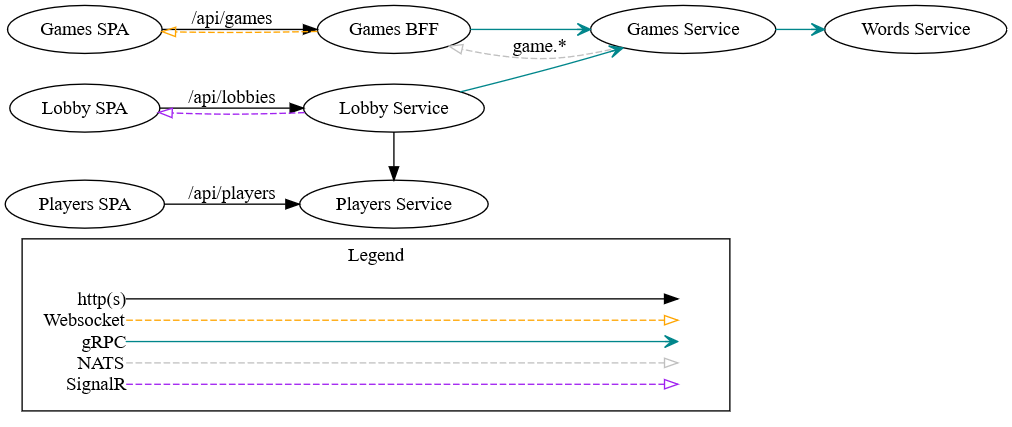 Games SPA
/api/games
Games BFF
Games Service
Words Service
game.*
Lobby SPA
/api/lobbies
Lobby Service
Players SPA
/api/players
Players Service
Legend
http(s)
Websocket
gRPC
NATS
SignalR